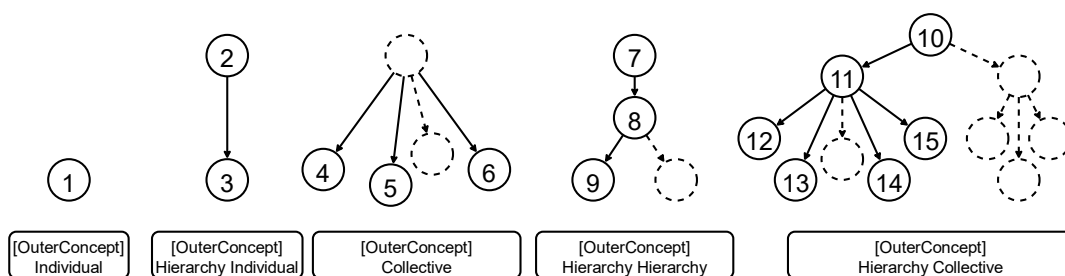 10
2
7
11
8
12
15
4
6
1
3
5
9
13
14
[OuterConcept]
Individual
[OuterConcept]
Hierarchy Individual
[OuterConcept]
Collective
[OuterConcept]
Hierarchy Hierarchy
[OuterConcept]
Hierarchy Collective